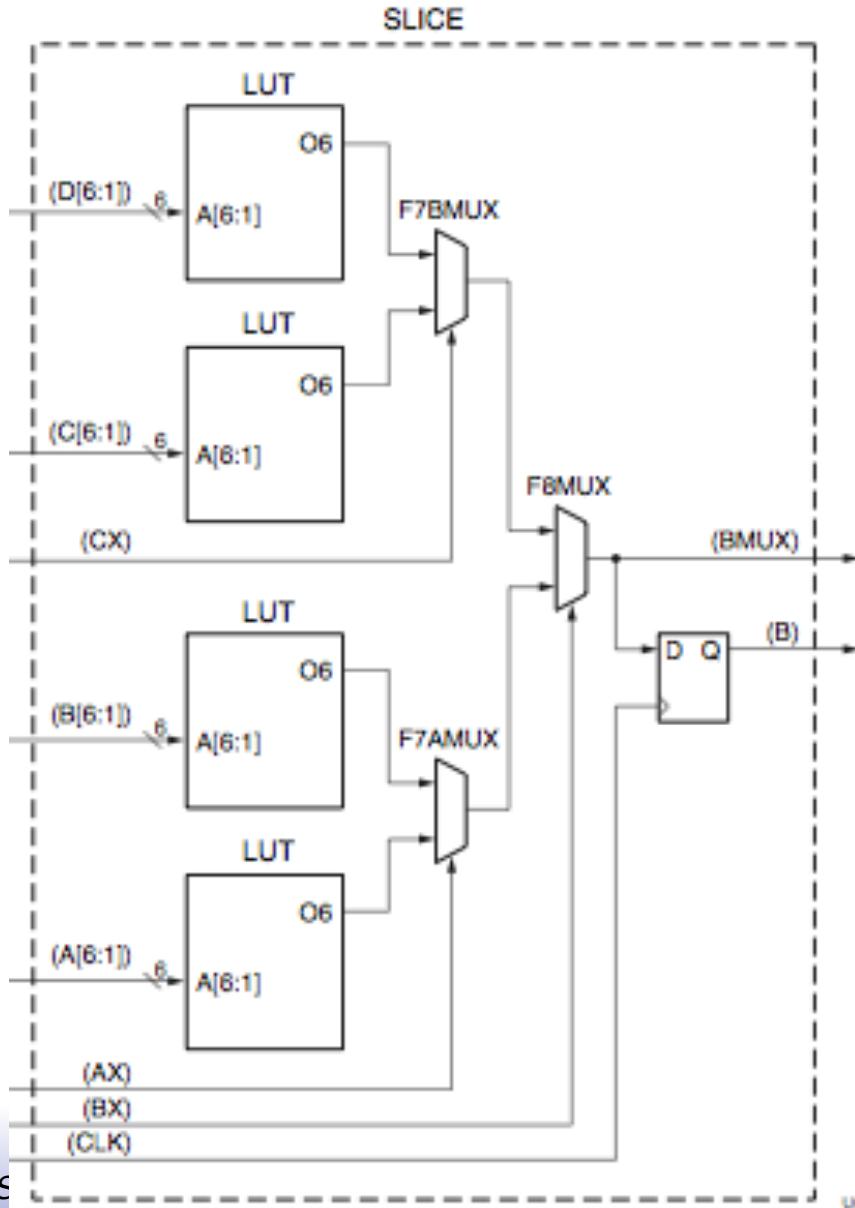 SLICE
LUT
O6
(D[6:1])
6
A[6:1]
F7BMUX
LUT
O6
(C[6:1])
6
A[6:1]
F8MUX
(CX)
(BMUX)
LUT
(B)
D Q
O6
(B[6:1])
6
A[6:1]
F7AMUX
LUT
O6
(A[6:1])
6
A[6:1]
(AX)
(BX)
(CLK)